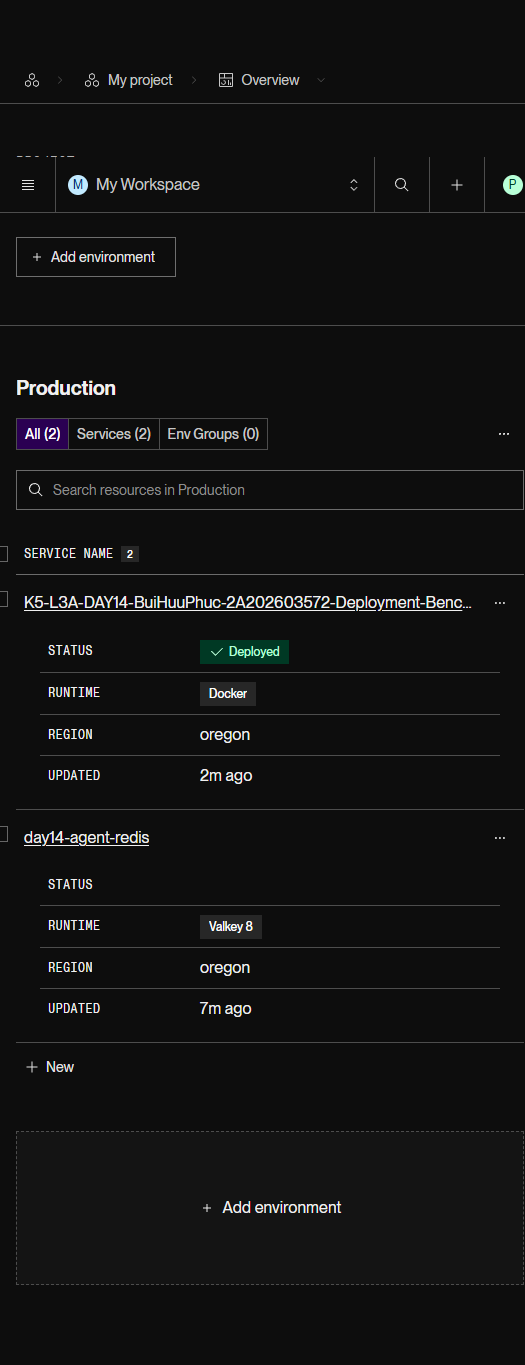 My project
Overview
M My Workspace
P
+ Add environment
Production
All (2) Services (2) Env Groups (0)
Search resources in Production
SERVICE NAME 2
K5-L3A-DAY14-BuiHuuPhuc-2A202603572-Deployment-Benc...
STATUS Deployed
RUNTIME Docker
REGION oregon
UPDATED 2m ago
day14-agent-redis
STATUS
RUNTIME Valkey 8
REGION oregon
UPDATED 7m ago
+ New
+ Add environment